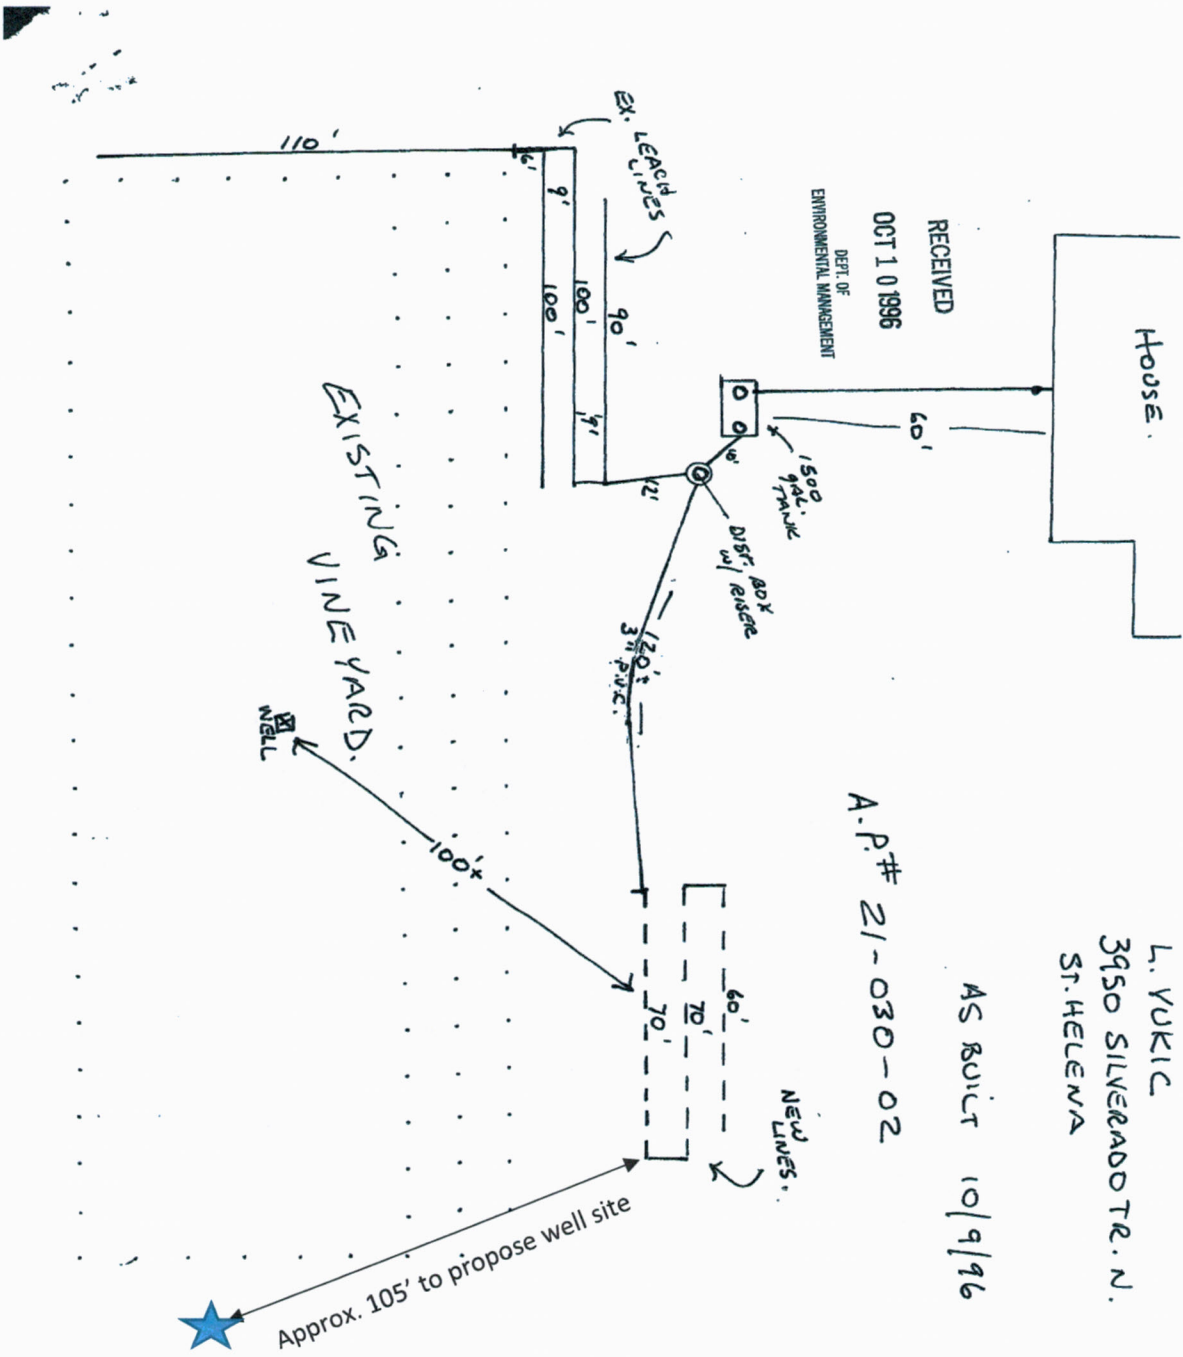 L. YUKIC
3950 SILVERADO TR. N.
ST. HELENA
AS BUILT 10/9/96
A.P.# 21-030-02
HOUSE.
RECEIVED
OCT 10 1996
DEPT. OF
ENVIRONMENTAL MANAGEMENT
60'
1500
GAL.
TANK
10'
DIST. BOX
W/ RISER
12'
EX. LEACH
LINES
110'
6'
9'
100'
100'
90'
9'
120'±
3" P.V.C.
EXISTING
VINEYARD.
WELL
100'±
70'
70'
60'
NEW
LINES.
Approx. 105' to propose well site